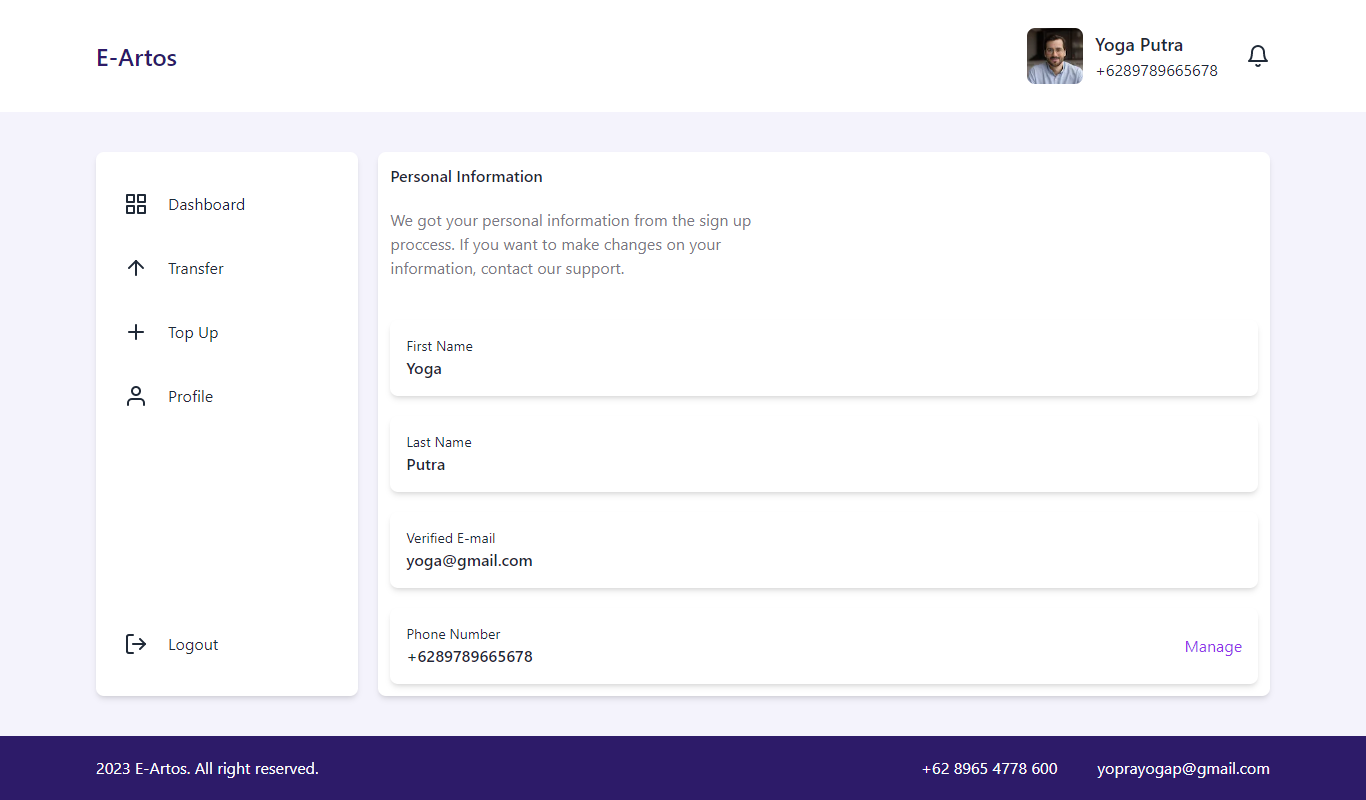 E-Artos
Yoga Putra
+6289789665678
Dashboard
Transfer
Top Up
Profile
Logout
Personal Information
We got your personal information from the sign up
proccess. If you want to make changes on your
information, contact our support.
First Name
Yoga
Last Name
Putra
Verified E-mail
yoga@gmail.com
Phone Number
+6289789665678
Manage
2023 E-Artos. All right reserved.
+62 8965 4778 600
yoprayogap@gmail.com